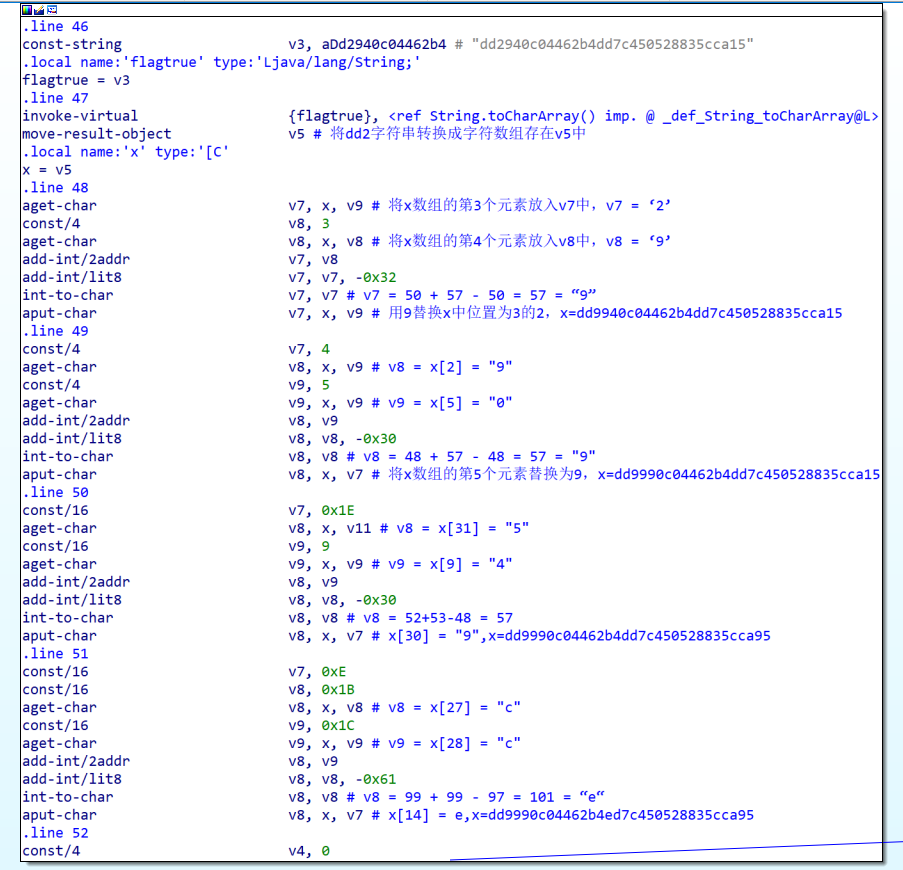 .line 46
const-string v3, aDd2940c04462b4 # "dd2940c04462b4dd7c450528835cca15"
.local name:'flagtrue' type:'Ljava/lang/String;'
flagtrue = v3
.line 47
invoke-virtual {flagtrue}, <ref String.toCharArray() imp. @ _def_String_toCharArray@L>
move-result-object v5 # 将dd2字符串转换成字符数组存在v5中
.local name:'x' type:'[C'
x = v5
.line 48
aget-char v7, x, v9 # 将x数组的第3个元素放入v7中，v7 = ‘2’
const/4 v8, 3
aget-char v8, x, v8 # 将x数组的第4个元素放入v8中，v8 = ‘9’
add-int/2addr v7, v8
add-int/lit8 v7, v7, -0x32
int-to-char v7, v7 # v7 = 50 + 57 - 50 = 57 = “9”
aput-char v7, x, v9 # 用9替换x中位置为3的2，x=dd9940c04462b4dd7c450528835cca15
.line 49
const/4 v7, 4
aget-char v8, x, v9 # v8 = x[2] = "9"
const/4 v9, 5
aget-char v9, x, v9 # v9 = x[5] = "0"
add-int/2addr v8, v9
add-int/lit8 v8, v8, -0x30
int-to-char v8, v8 # v8 = 48 + 57 - 48 = 57 = "9"
aput-char v8, x, v7 # 将x数组的第5个元素替换为9，x=dd9990c04462b4dd7c450528835cca15
.line 50
const/16 v7, 0x1E
aget-char v8, x, v11 # v8 = x[31] = "5"
const/16 v9, 9
aget-char v9, x, v9 # v9 = x[9] = "4"
add-int/2addr v8, v9
add-int/lit8 v8, v8, -0x30
int-to-char v8, v8 # v8 = 52+53-48 = 57
aput-char v8, x, v7 # x[30] = "9",x=dd9990c04462b4dd7c450528835cca95
.line 51
const/16 v7, 0xE
const/16 v8, 0x1B
aget-char v8, x, v8 # v8 = x[27] = "c"
const/16 v9, 0x1C
aget-char v9, x, v9 # v9 = x[28] = "c"
add-int/2addr v8, v9
add-int/lit8 v8, v8, -0x61
int-to-char v8, v8 # v8 = 99 + 99 - 97 = 101 = “e“
aput-char v8, x, v7 # x[14] = e,x=dd9990c04462b4ed7c450528835cca95
.line 52
const/4 v4, 0